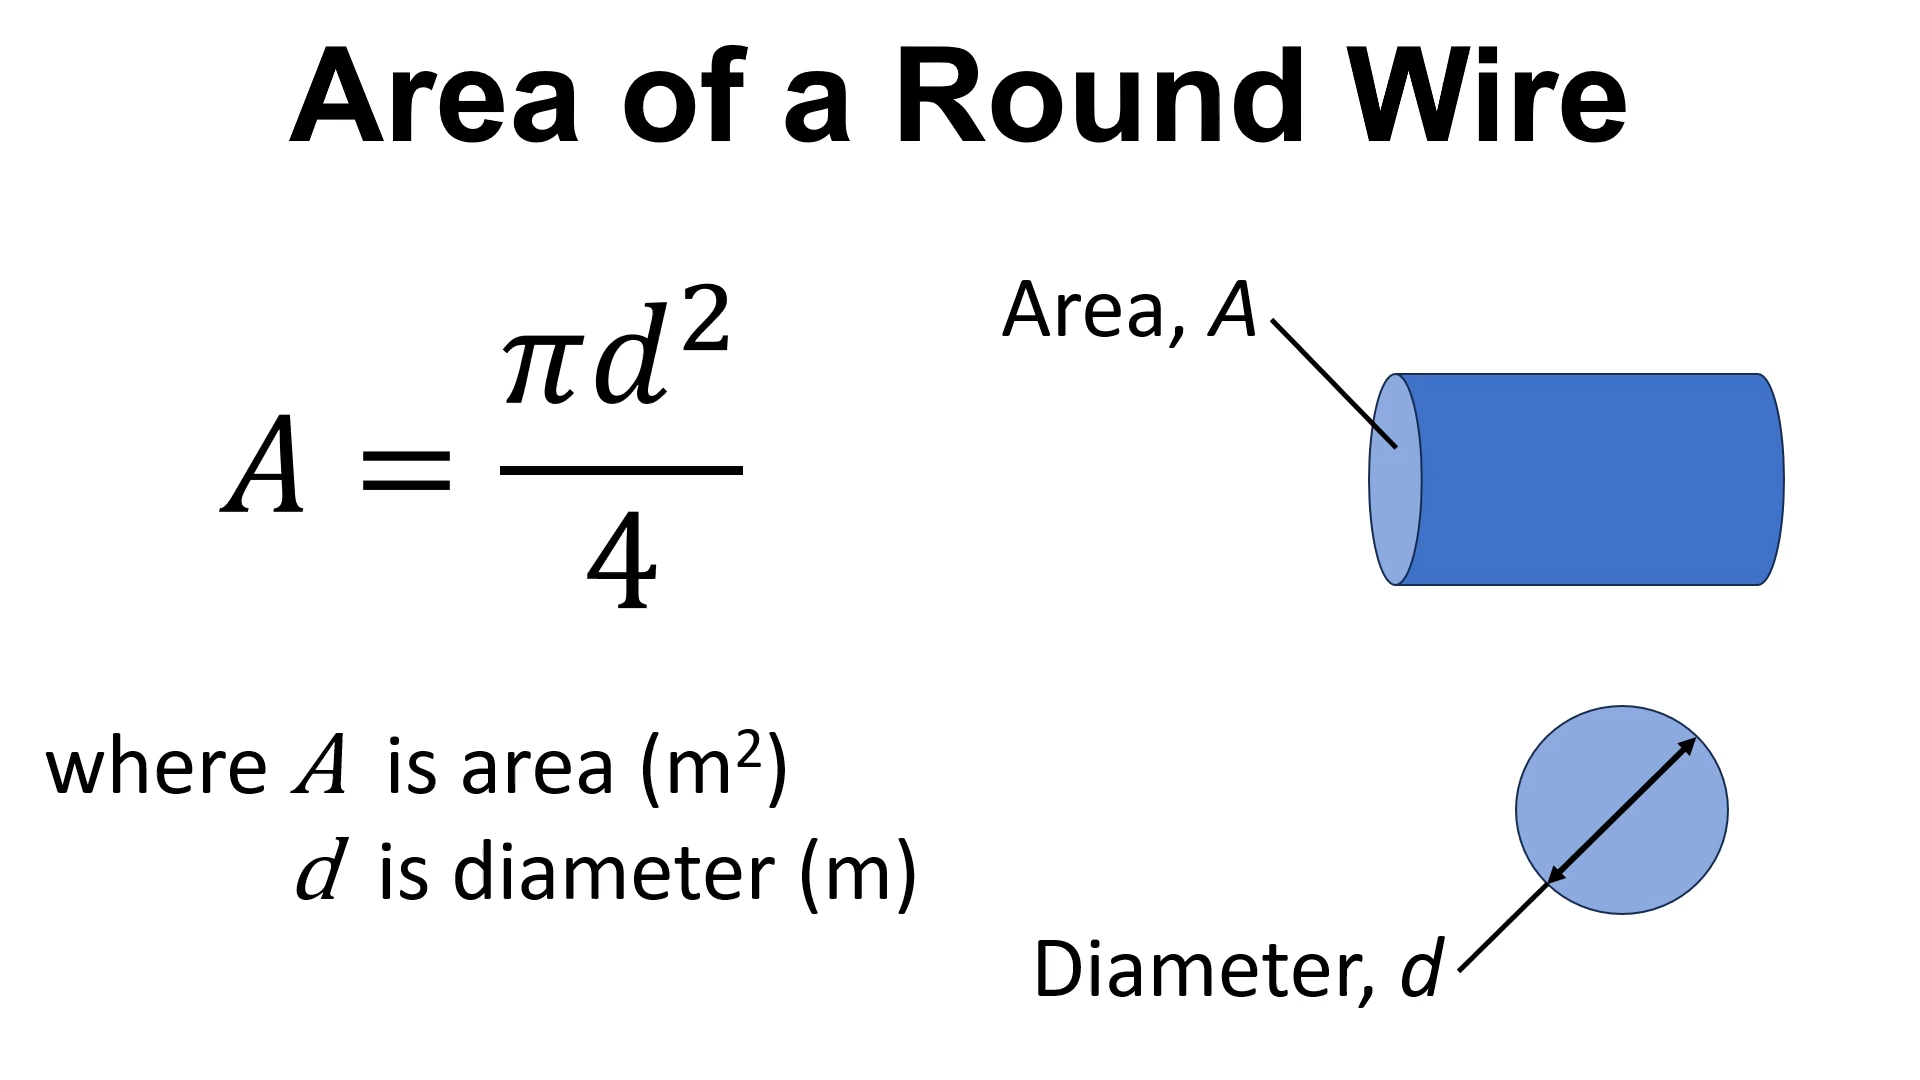 Area of a Round Wire
A = πd²/4
Area, A
where A is area (m²)
d is diameter (m)
Diameter, d